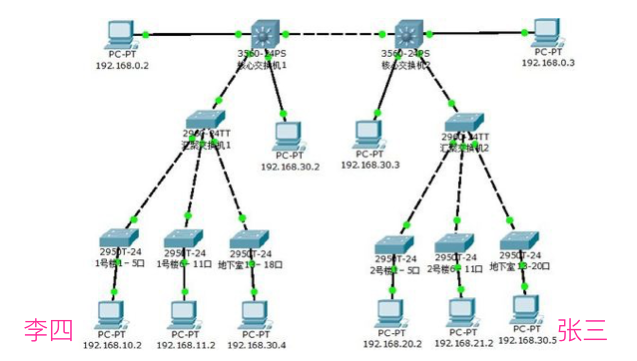 PC-PT
192.168.0.2
3560-24PS
核心交换机1
3560-24PS
核心交换机2
PC-PT
192.168.0.3
2960-24TT
汇聚交换机1
PC-PT
192.168.30.2
PC-PT
192.168.30.3
2960-24TT
汇聚交换机2
2950T-24
1号楼1-5口
2950T-24
1号楼6-11口
2950T-24
地下室
18口
2950T-24
2号楼1-5口
2950T-24
2号楼6-11口
2950T-24
地下室
-20口
李四
PC-PT
192.168.10.2
PC-PT
192.168.11.2
PC-PT
192.168.30.4
PC-PT
192.168.20.2
PC-PT
192.168.21.2
PC-PT
192.168.30.5
张三